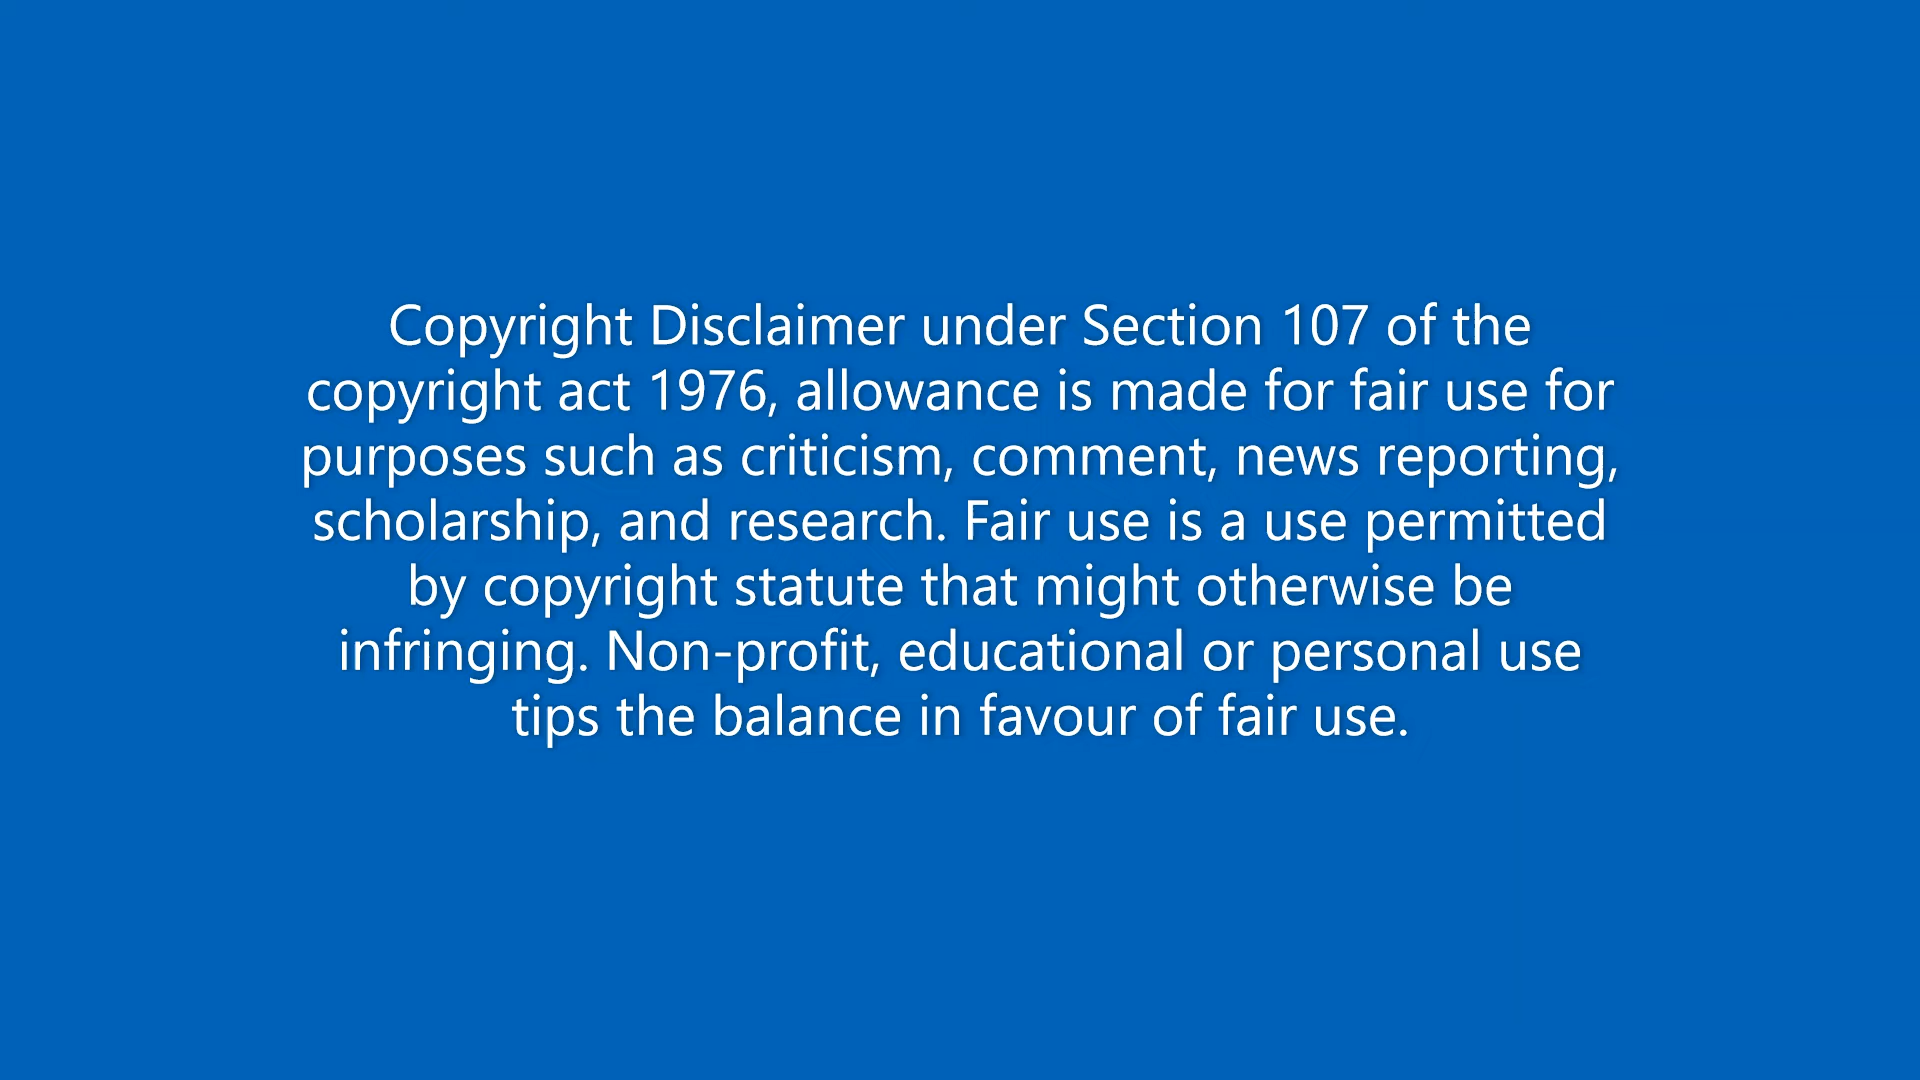 Copyright Disclaimer under Section 107 of the
copyright act 1976, allowance is made for fair use for
purposes such as criticism, comment, news reporting,
scholarship, and research. Fair use is a use permitted
by copyright statute that might otherwise be
infringing. Non-profit, educational or personal use
tips the balance in favour of fair use.